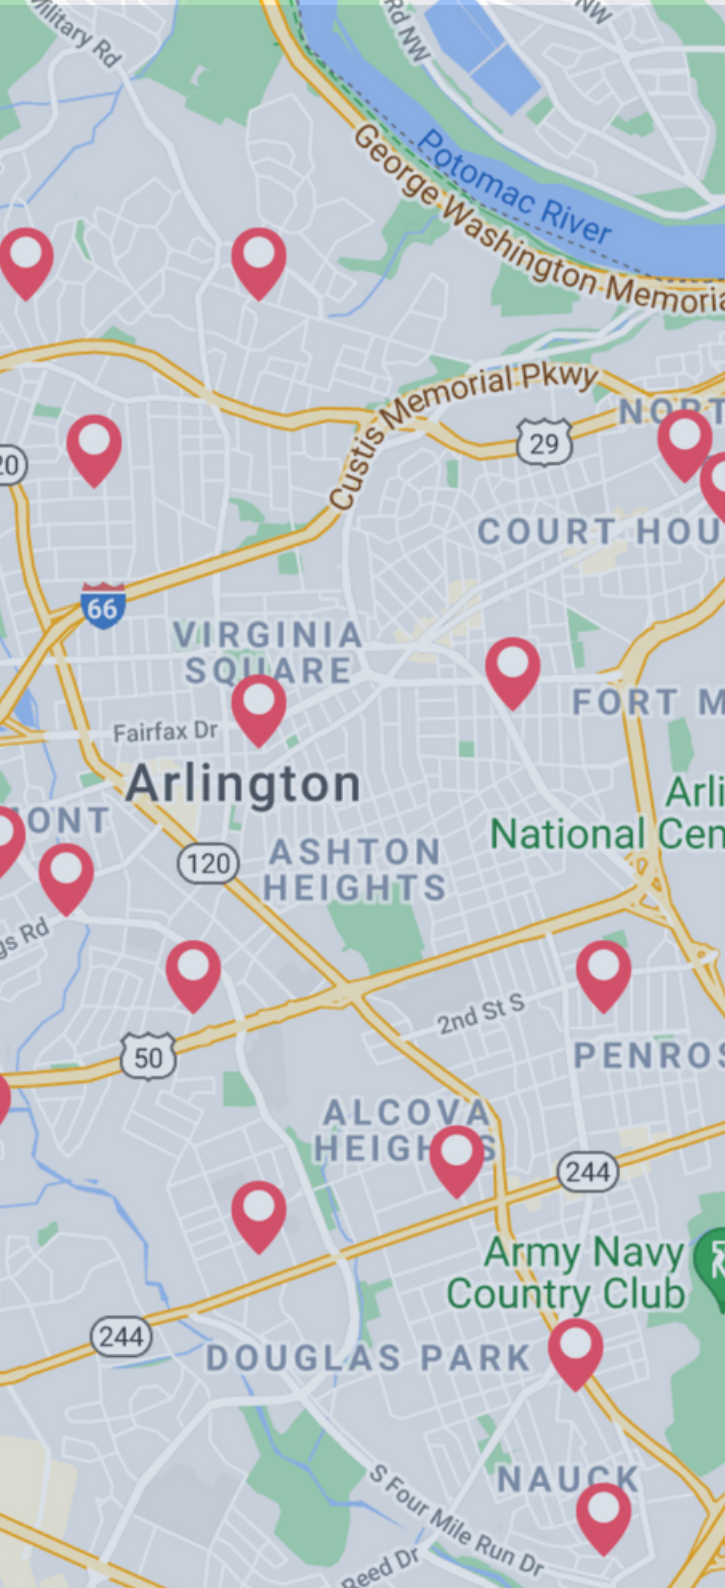 Military Rd
Rd NW
NW
Potomac River
George Washington Memoria
Custis Memorial Pkwy
29
NORT
20
COURT HOU
66
VIRGINIA
SQUARE
FORT M
Fairfax Dr
Arlington
Arli
National Cem
MONT
120
ASHTON
HEIGHTS
gs Rd
2nd St S
50
PENROS
ALCOVA
HEIGHTS
244
Army Navy
Country Club
244
DOUGLAS PARK
NAUCK
S Four Mile Run Dr
Reed Dr